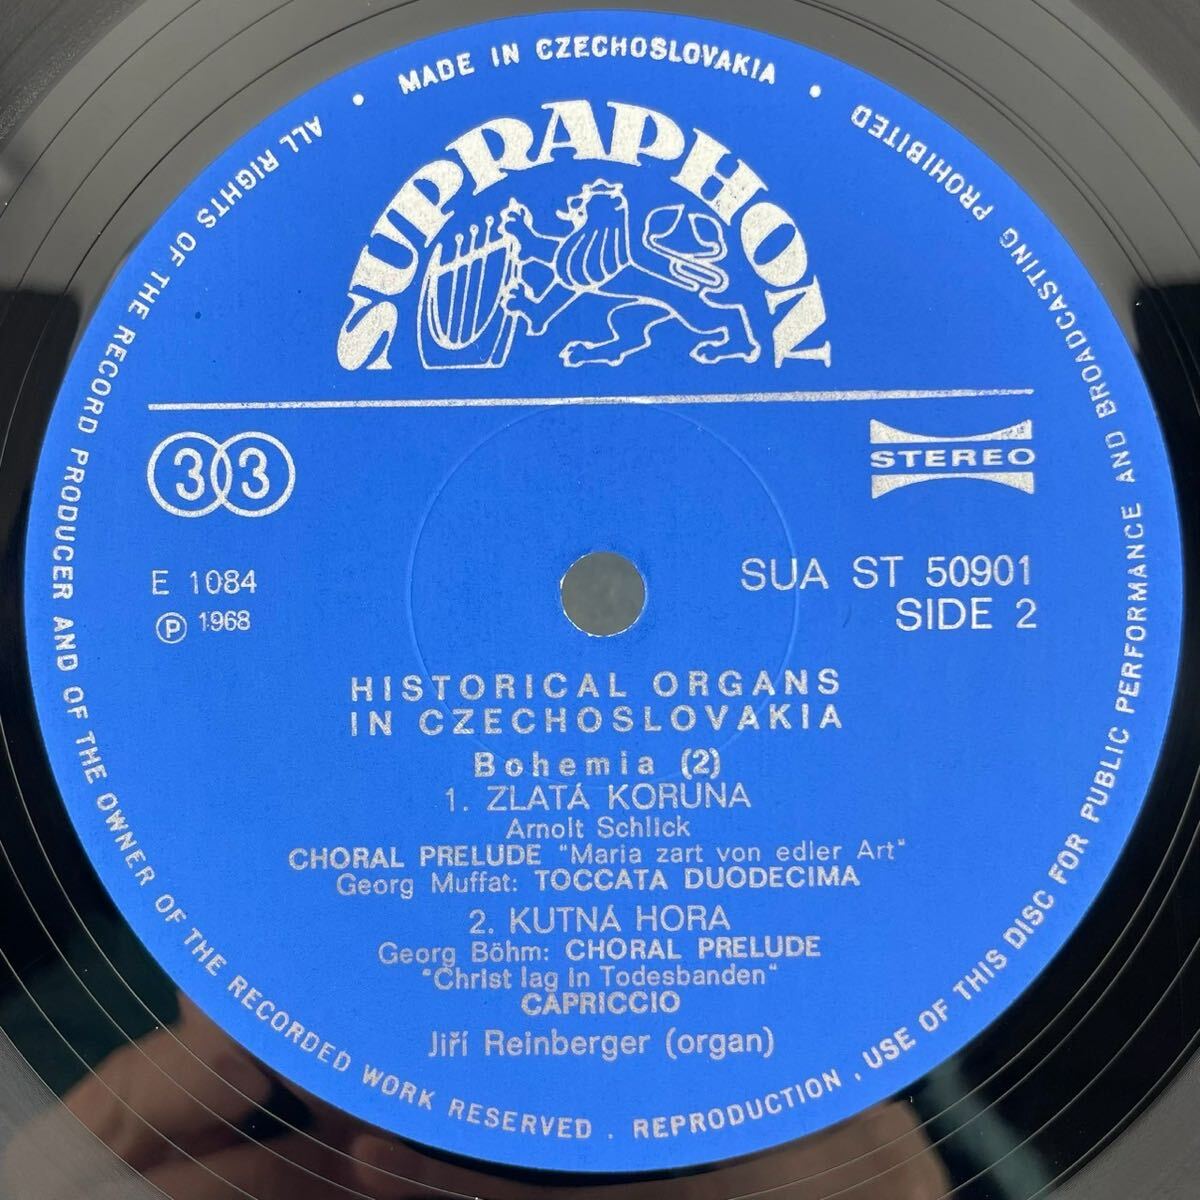 MADE IN CZECHOSLOVAKIA
ALL RIGHTS OF THE RECORD PRODUCER AND OF THE OWNER OF THE RECORDED WORK RESERVED . REPRODUCTION , USE OF THIS DISC FOR PUBLIC PERFORMANCE AND BROADCASTING PROHIBITED
SUPRAPHON
33
STEREO
E 1084
Ⓟ 1968
SUA ST 50901
SIDE 2
HISTORICAL ORGANS
IN CZECHOSLOVAKIA
Bohemia (2)
1. ZLATÁ KORUNA
Arnolt Schlick
CHORAL PRELUDE "Maria zart von edler Art"
Georg Muffat: TOCCATA DUODECIMA
2. KUTNÁ HORA
Georg Böhm: CHORAL PRELUDE
"Christ lag in Todesbanden"
CAPRICCIO
Jiří Reinberger (organ)